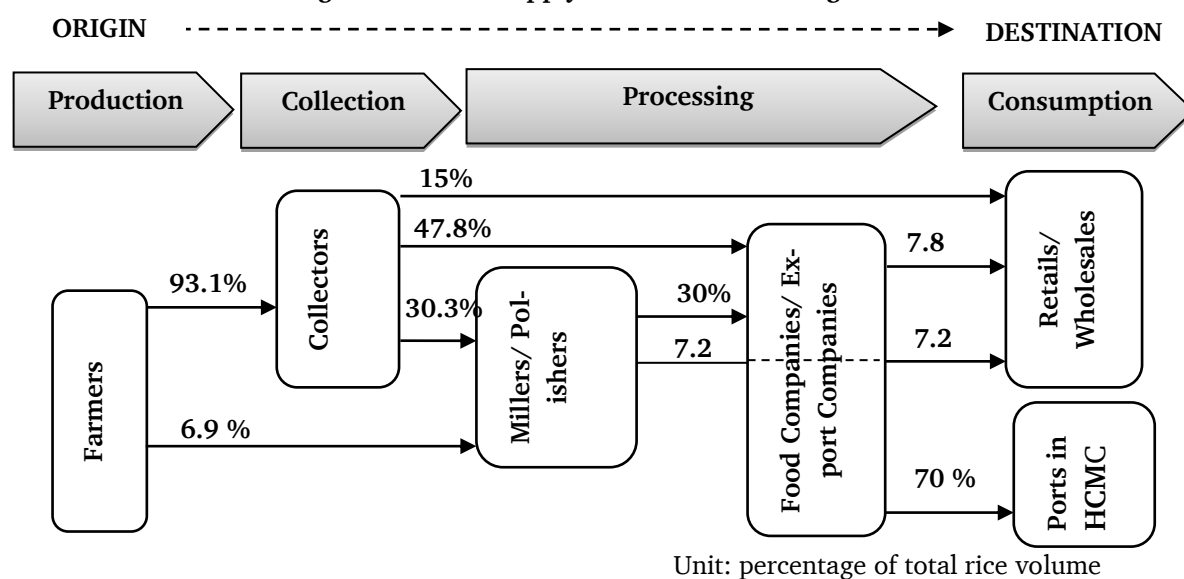 ORIGIN
DESTINATION
Production
Collection
Processing
Consumption
15%
47.8%
93.1%
30.3%
30%
7.2
7.8
7.2
6.9 %
70 %
Farmers
Collectors
Millers/ Pol-
ishers
Food Companies/ Ex-
port Companies
Retails/
Wholesales
Ports in
HCMC
Unit: percentage of total rice volume